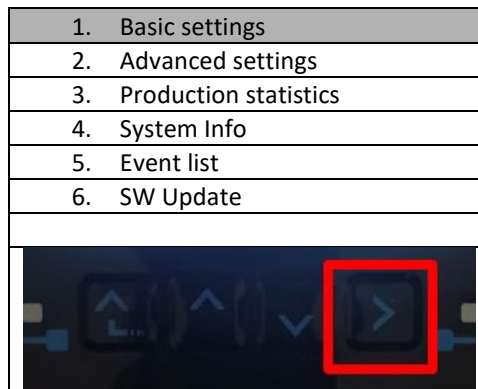 1. Basic settings
2. Advanced settings
3. Production statistics
4. System Info
5. Event list
6. SW Update